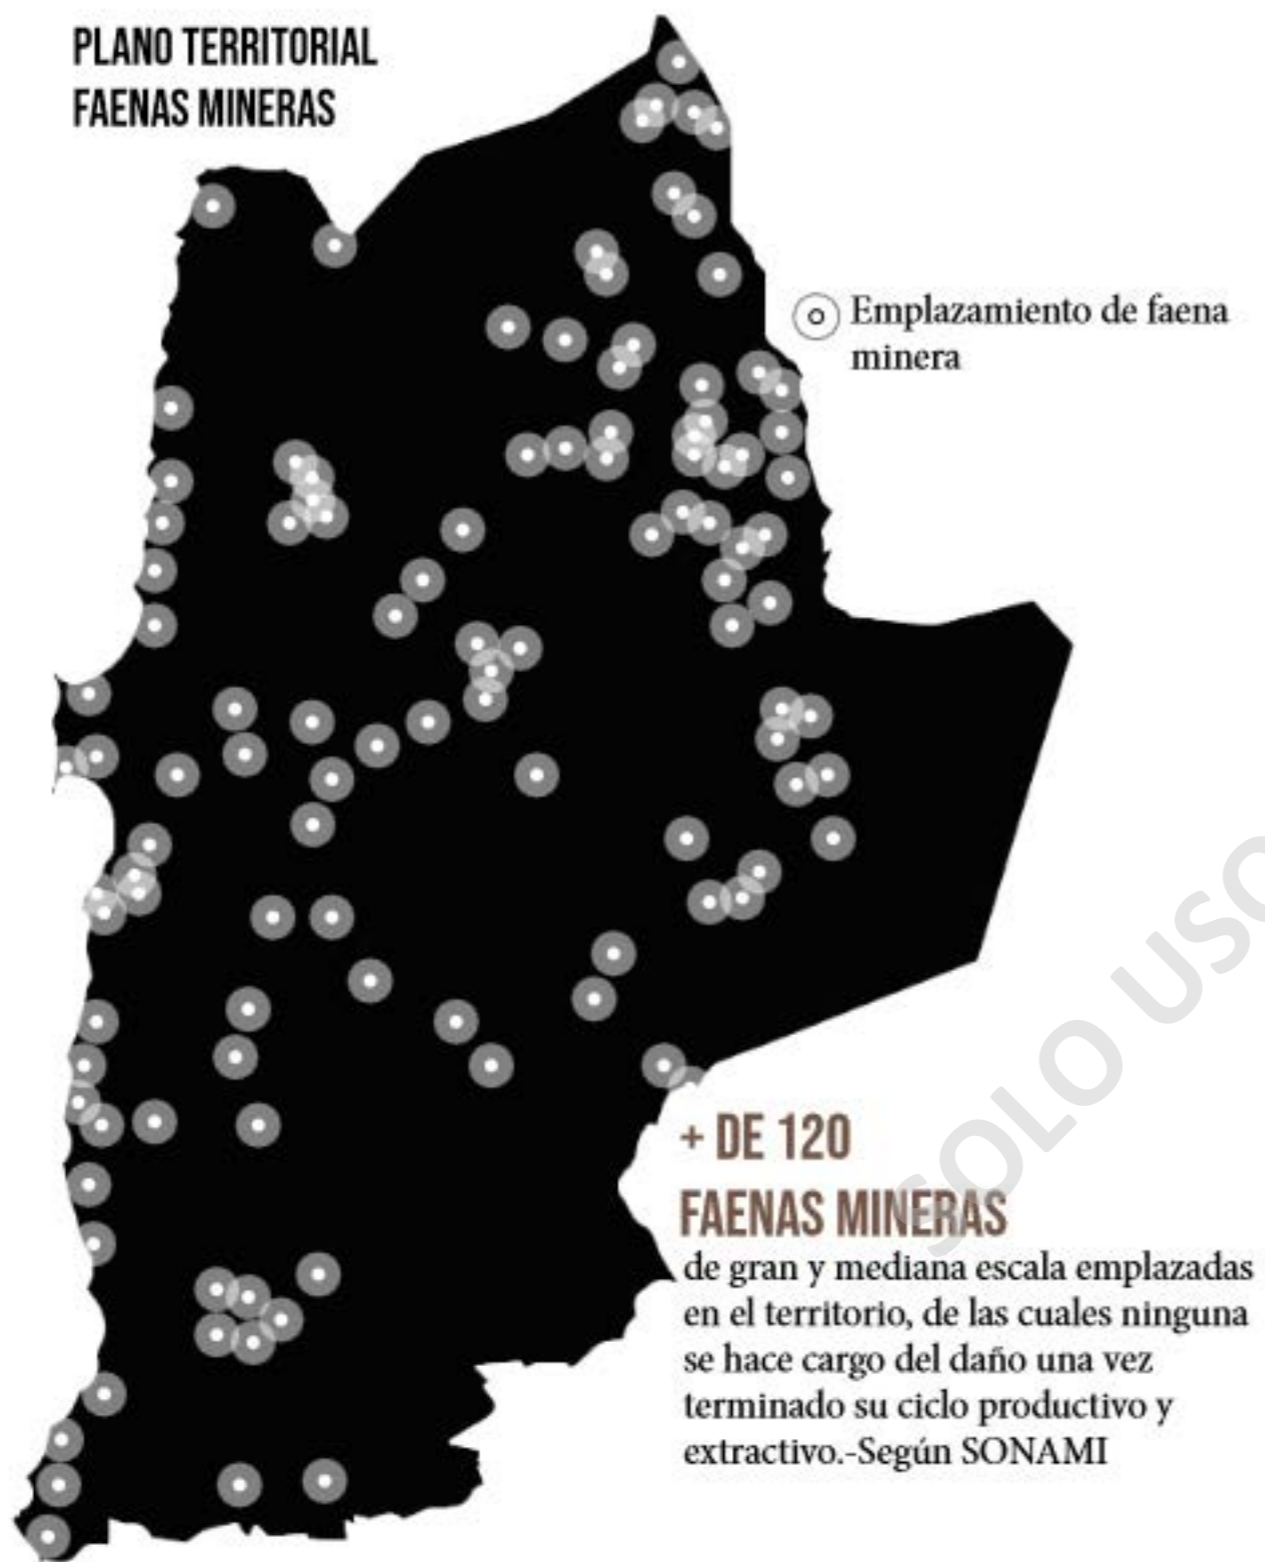 PLANO TERRITORIAL
FAENAS MINERAS
Emplazamiento de faena
minera
+ DE 120
FAENAS MINERAS
de gran y mediana escala emplazadas
en el territorio, de las cuales ninguna
se hace cargo del daño una vez
terminado su ciclo productivo y
extractivo.-Según SONAMI
SOLO USO